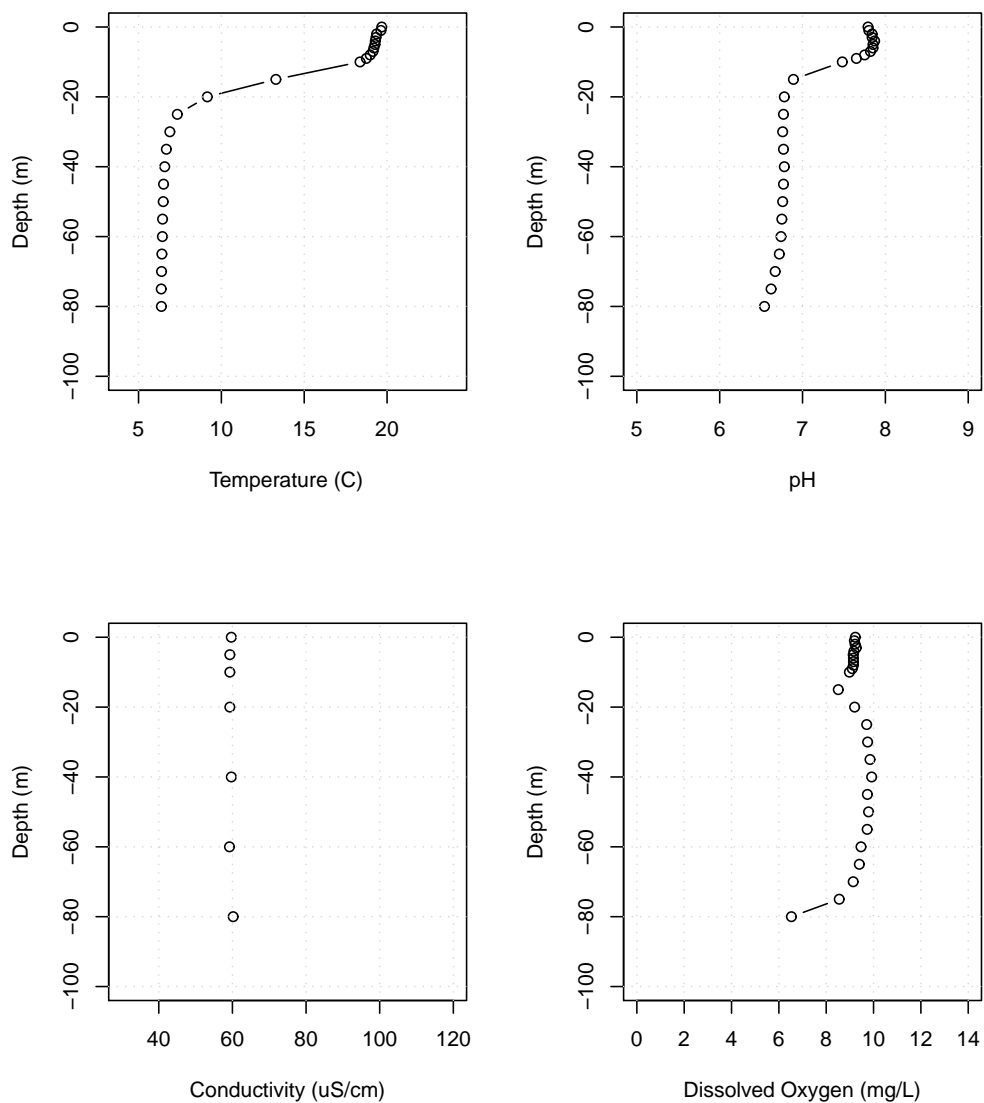 0
−20
−40
−60
−80
−100
Depth (m)
5 10 15 20
Temperature (C)
0
−20
−40
−60
−80
−100
Depth (m)
5 6 7 8 9
pH
0
−20
−40
−60
−80
−100
Depth (m)
40 60 80 100 120
Conductivity (uS/cm)
0
−20
−40
−60
−80
−100
Depth (m)
0 2 4 6 8 10 12 14
Dissolved Oxygen (mg/L)